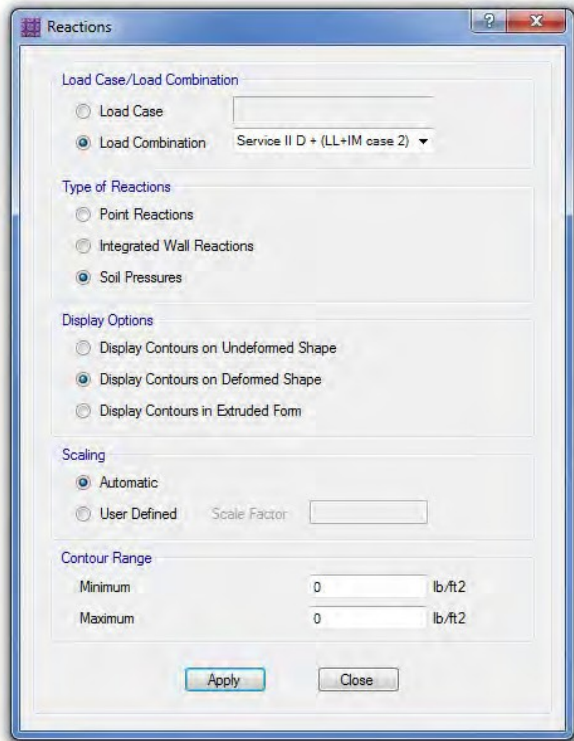 Reactions
?
Load Case/Load Combination
Load Case
Load Combination Service II D + (LL+IM case 2)
Type of Reactions
Point Reactions
Integrated Wall Reactions
Soil Pressures
Display Options
Display Contours on Undeformed Shape
Display Contours on Deformed Shape
Display Contours in Extruded Form
Scaling
Automatic
User Defined Scale Factor
Contour Range
Minimum 0 lb/ft2
Maximum 0 lb/ft2
Apply Close